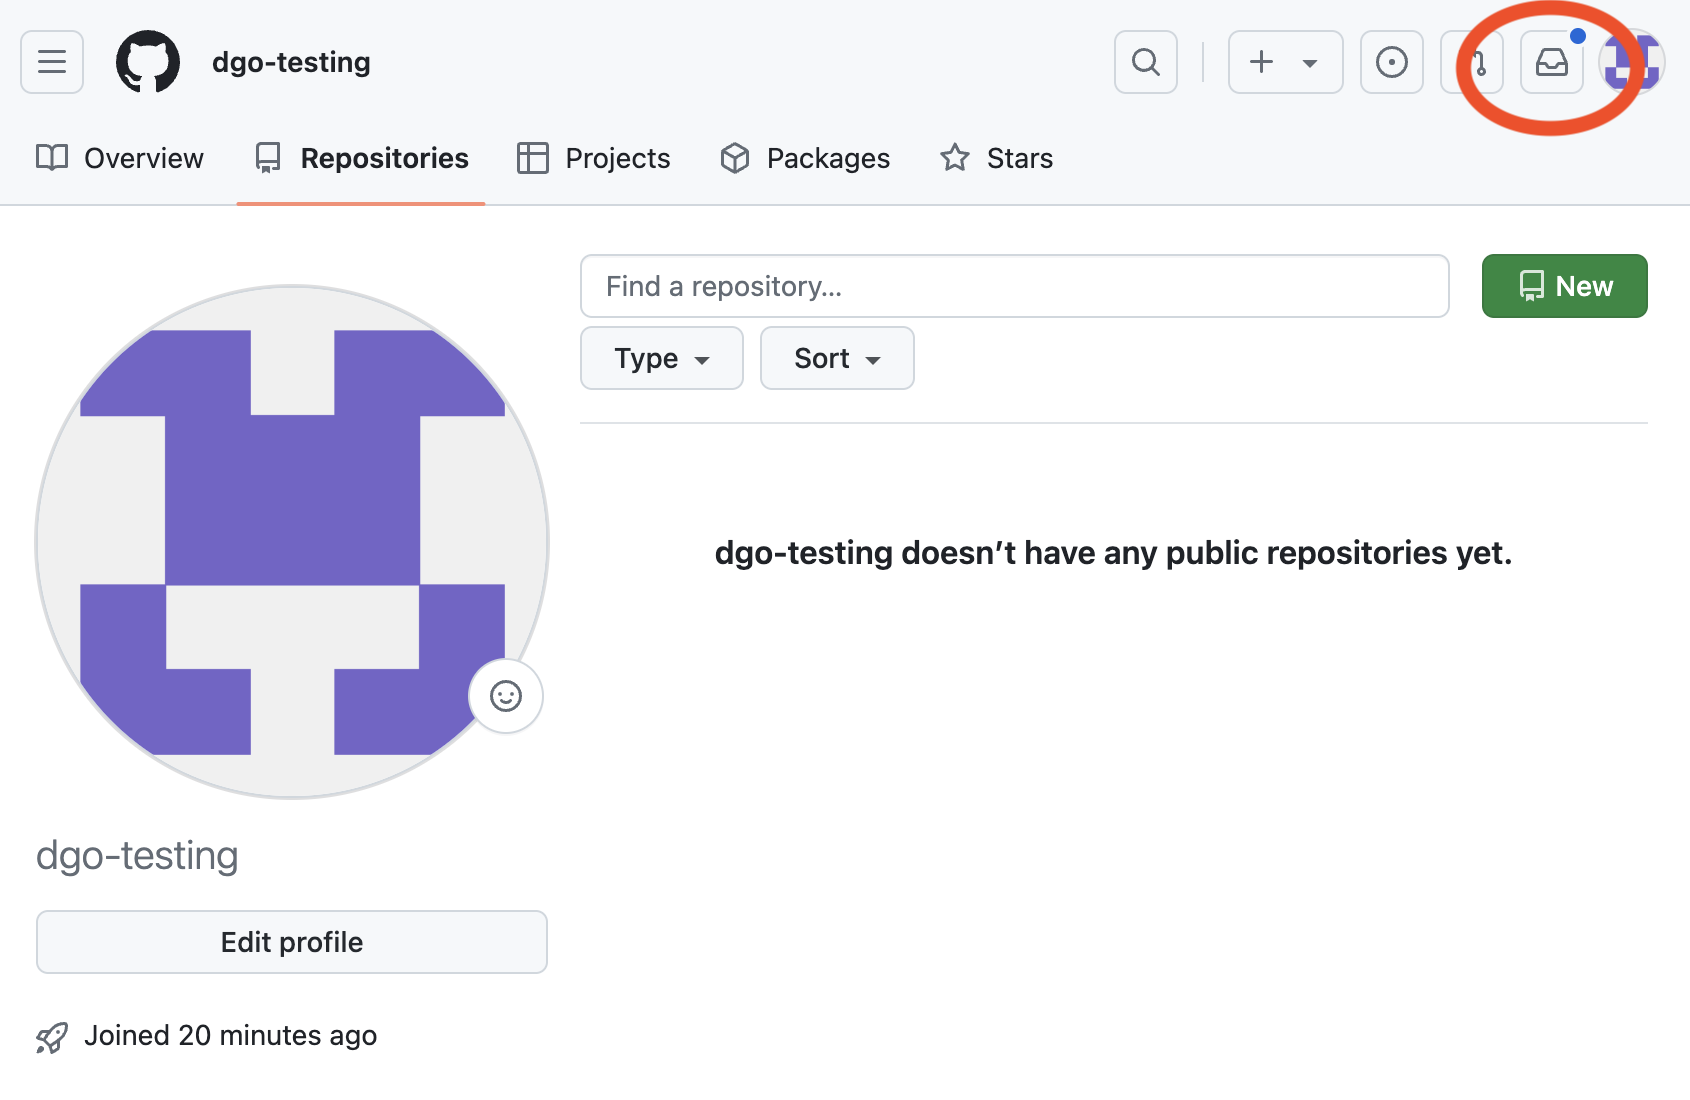 dgo-testing
Overview
Repositories
Projects
Packages
Stars
Find a repository...
New
Type
Sort
dgo-testing doesn’t have any public repositories yet.
dgo-testing
Edit profile
Joined 20 minutes ago